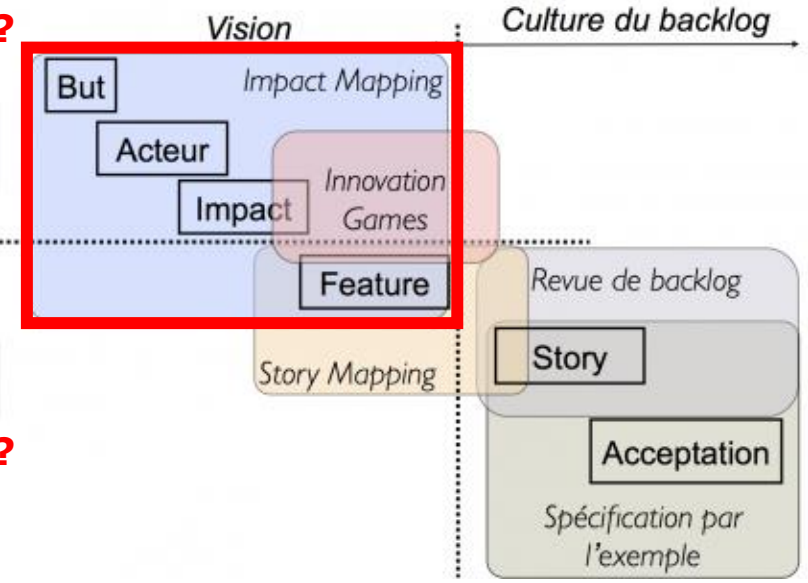 ?
Vision
Culture du backlog
But
Impact Mapping
Acteur
Innovation
Games
Impact
Feature
Revue de backlog
Story Mapping
Story
?
Acceptation
Spécification par
l'exemple